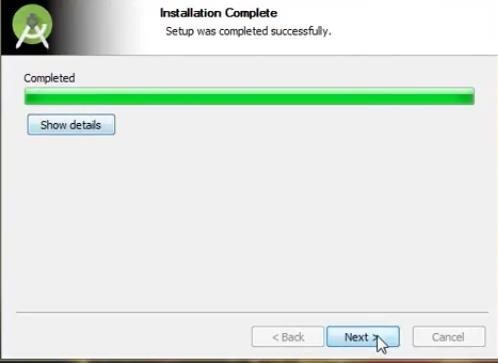 Installation Complete
Setup was completed successfully.
Completed
Show details
< Back
Next >
Cancel